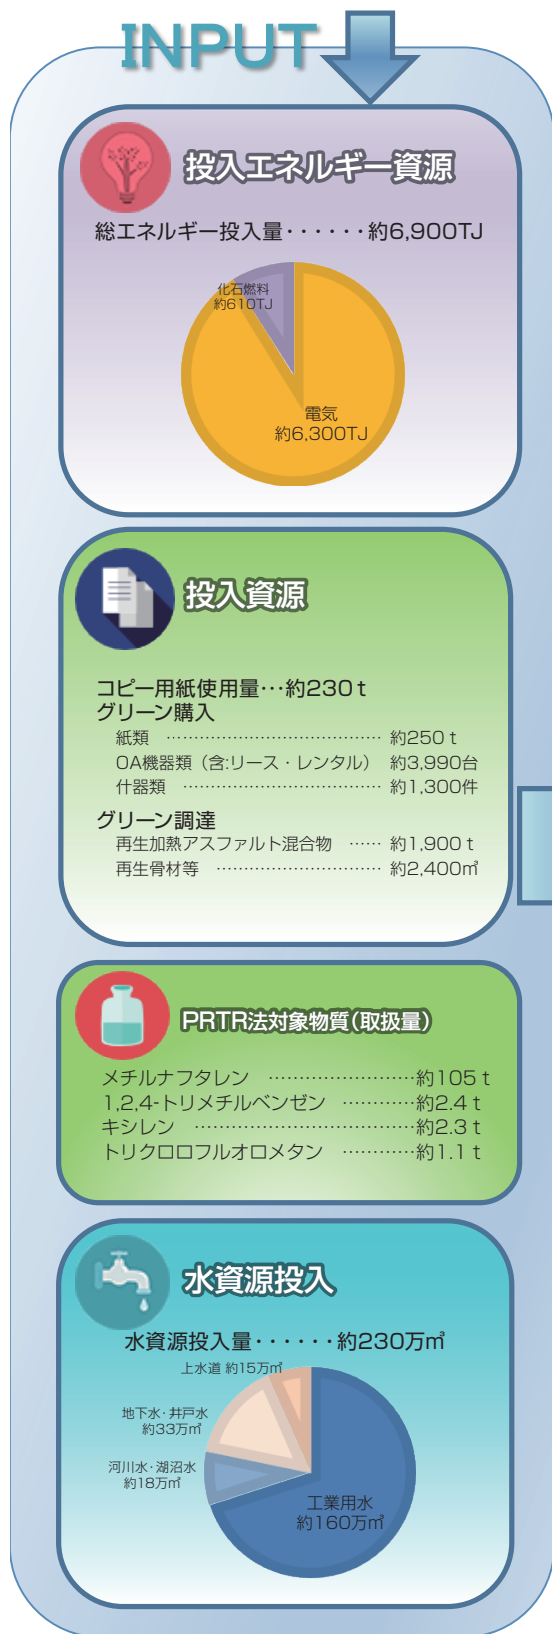 INPUT
投入エネルギー資源
総エネルギー投入量・・・・・・約6,900TJ
化石燃料
約610TJ
電気
約6,300TJ
投入資源
コピー用紙使用量…約230 t
グリーン購入
紙類 ………………………………… 約250 t
OA機器類（含:リース・レンタル） 約3,990台
什器類 ……………………………… 約1,300件
グリーン調達
再生加熱アスファルト混合物 …… 約1,900 t
再生骨材等 ………………………… 約2,400㎥
PRTR法対象物質（取扱量）
メチルナフタレン ……………………約105 t
1,2,4-トリメチルベンゼン …………約2.4 t
キシレン ………………………………約2.3 t
トリクロロフルオロメタン …………約1.1 t
水資源投入
水資源投入量・・・・・・約230万㎥
上水道 約15万㎥
地下水・井戸水
約33万㎥
河川水・湖沼水
約18万㎥
工業用水
約160万㎥